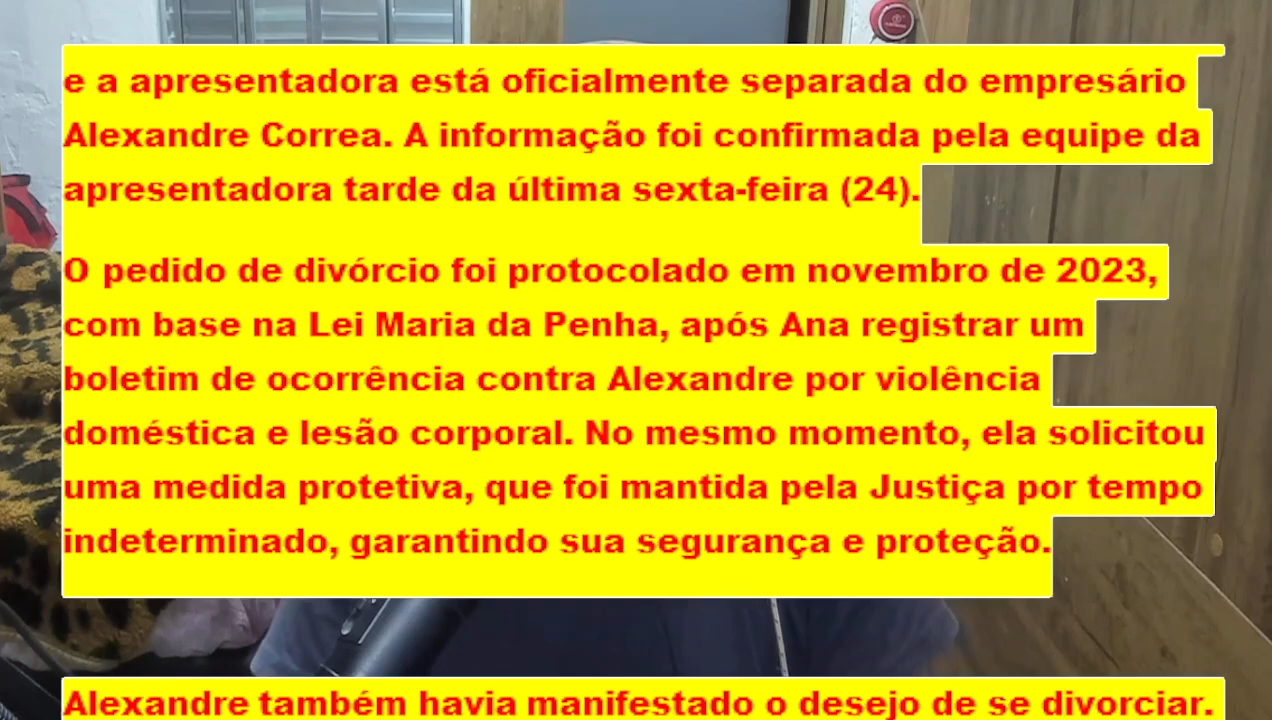 e a apresentadora está oficialmente separada do empresário
Alexandre Correa. A informação foi confirmada pela equipe da
apresentadora tarde da última sexta-feira (24).
O pedido de divórcio foi protocolado em novembro de 2023,
com base na Lei Maria da Penha, após Ana registrar um
boletim de ocorrência contra Alexandre por violência
doméstica e lesão corporal. No mesmo momento, ela solicitou
uma medida protetiva, que foi mantida pela Justiça por tempo
indeterminado, garantindo sua segurança e proteção.
Alexandre também havia manifestado o desejo de se divorciar.